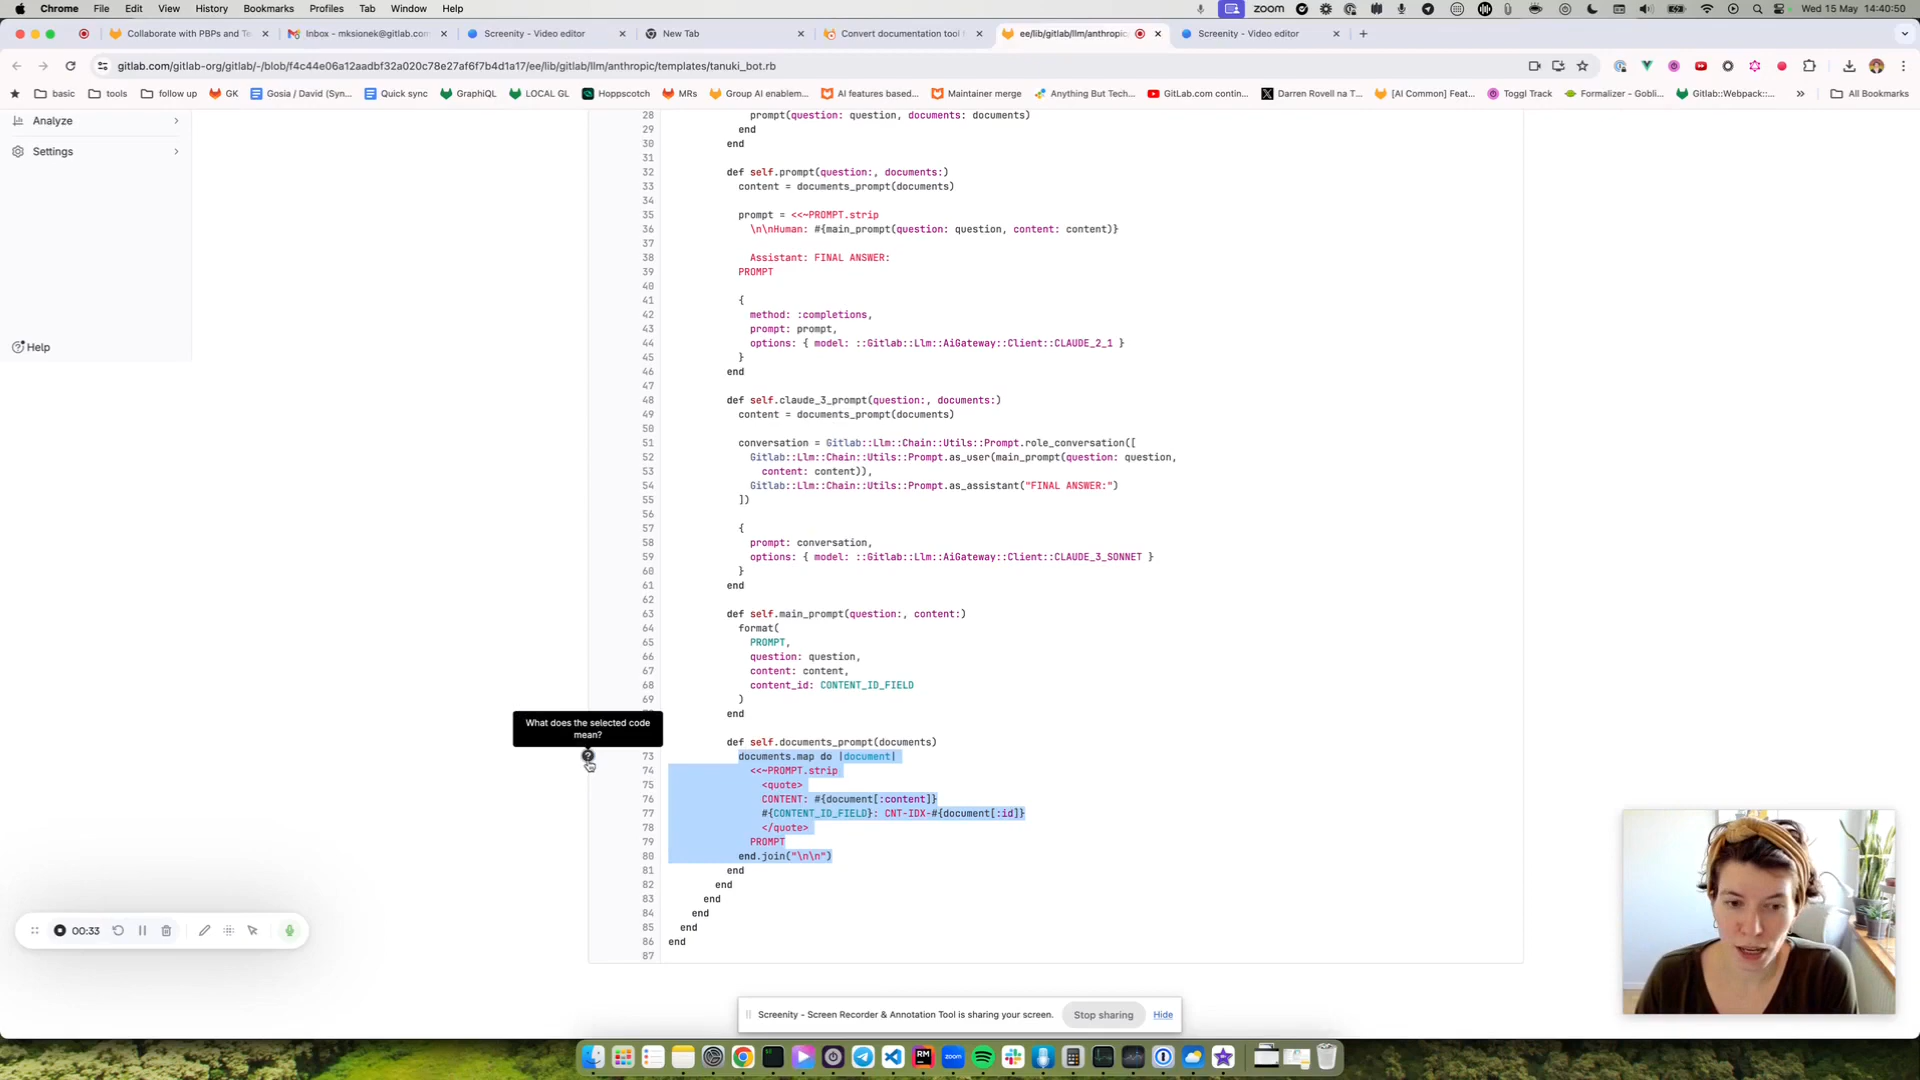 Chrome File Edit View History Bookmarks Profiles Tab Window Help
zoom
Wed 15 May 14:40:50
Collaborate with PBPs and Te
Inbox - mksionek@gitlab.com
Screenity - Video editor
New Tab
Convert documentation tool
ee/lib/gitlab/llm/anthropic
Screenity - Video editor
gitlab.com/gitlab-org/gitlab/-/blob/f4c44e06a12aadbf32a020c78e27af6f7b4d1a17/ee/lib/gitlab/llm/anthropic/templates/tanuki_bot.rb
basic
tools
follow up
GK
Gosia / David (Syn...
Quick sync
GraphiQL
LOCAL GL
Hoppscotch
MRs
Group AI enablem...
AI features based...
Maintainer merge
Anything But Tech...
GitLab.com contin...
Darren Rovell na T...
[AI Common] Feat...
Toggl Track
Formalizer - Gobli...
Gitlab::Webpack::...
All Bookmarks
Analyze
Settings
Help
28 prompt(question: question, documents: documents)
29 end
30 end
31
32 def self.prompt(question:, documents:)
33 content = documents_prompt(documents)
34
35 prompt = <<~PROMPT.strip
36 \n\nHuman: #{main_prompt(question: question, content: content)}
37
38 Assistant: FINAL ANSWER:
39 PROMPT
40
41 {
42 method: :completions,
43 prompt: prompt,
44 options: { model: ::Gitlab::Llm::AiGateway::Client::CLAUDE_2_1 }
45 }
46 end
47
48 def self.claude_3_prompt(question:, documents:)
49 content = documents_prompt(documents)
50
51 conversation = Gitlab::Llm::Chain::Utils::Prompt.role_conversation([
52 Gitlab::Llm::Chain::Utils::Prompt.as_user(main_prompt(question: question,
53 content: content)),
54 Gitlab::Llm::Chain::Utils::Prompt.as_assistant("FINAL ANSWER:")
55 ])
56
57 {
58 prompt: conversation,
59 options: { model: ::Gitlab::Llm::AiGateway::Client::CLAUDE_3_SONNET }
60 }
61 end
62
63 def self.main_prompt(question:, content:)
64 format(
65 PROMPT,
66 question: question,
67 content: content,
68 content_id: CONTENT_ID_FIELD
69 )
end
What does the selected code
mean?
def self.documents_prompt(documents)
73 documents.map do |document|
74 <<~PROMPT.strip
75 <quote>
76 CONTENT: #{document[:content]}
77 #{CONTENT_ID_FIELD}: CNT-IDX-#{document[:id]}
78 </quote>
79 PROMPT
80 end.join("\n\n")
81 end
82 end
83 end
84 end
85 end
86 end
87
00:33
Screenity - Screen Recorder & Annotation Tool is sharing your screen.
Stop sharing
Hide
zoom